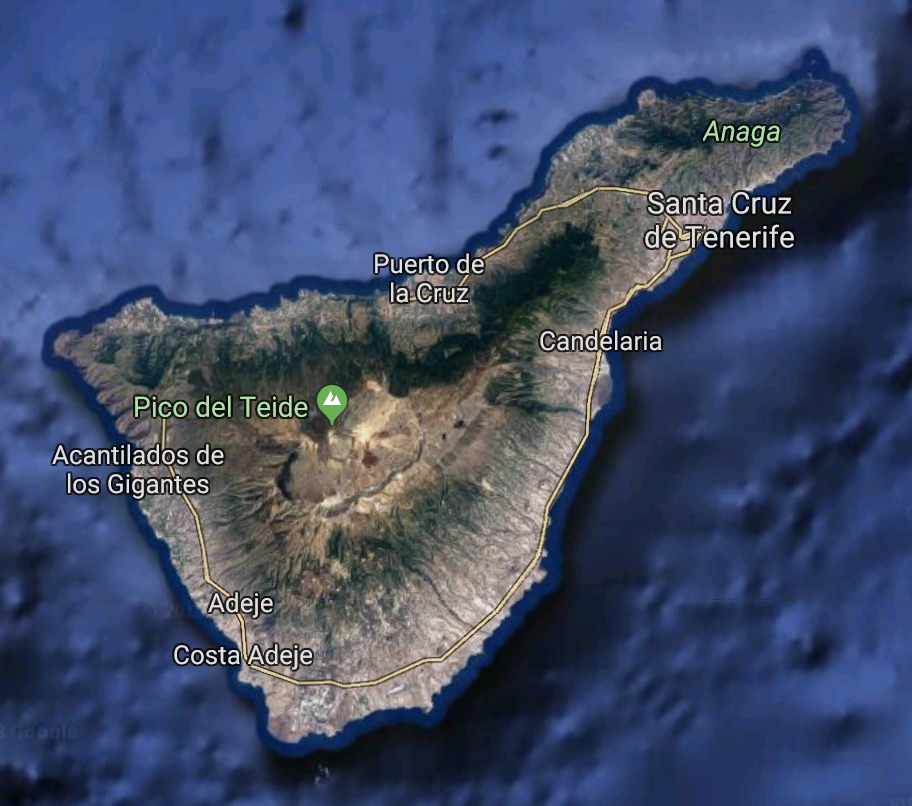 Anaga
Santa Cruz
de Tenerife
Puerto de
la Cruz
Candelaria
Pico del Teide
Acantilados de
los Gigantes
Adeje
Costa Adeje
Google